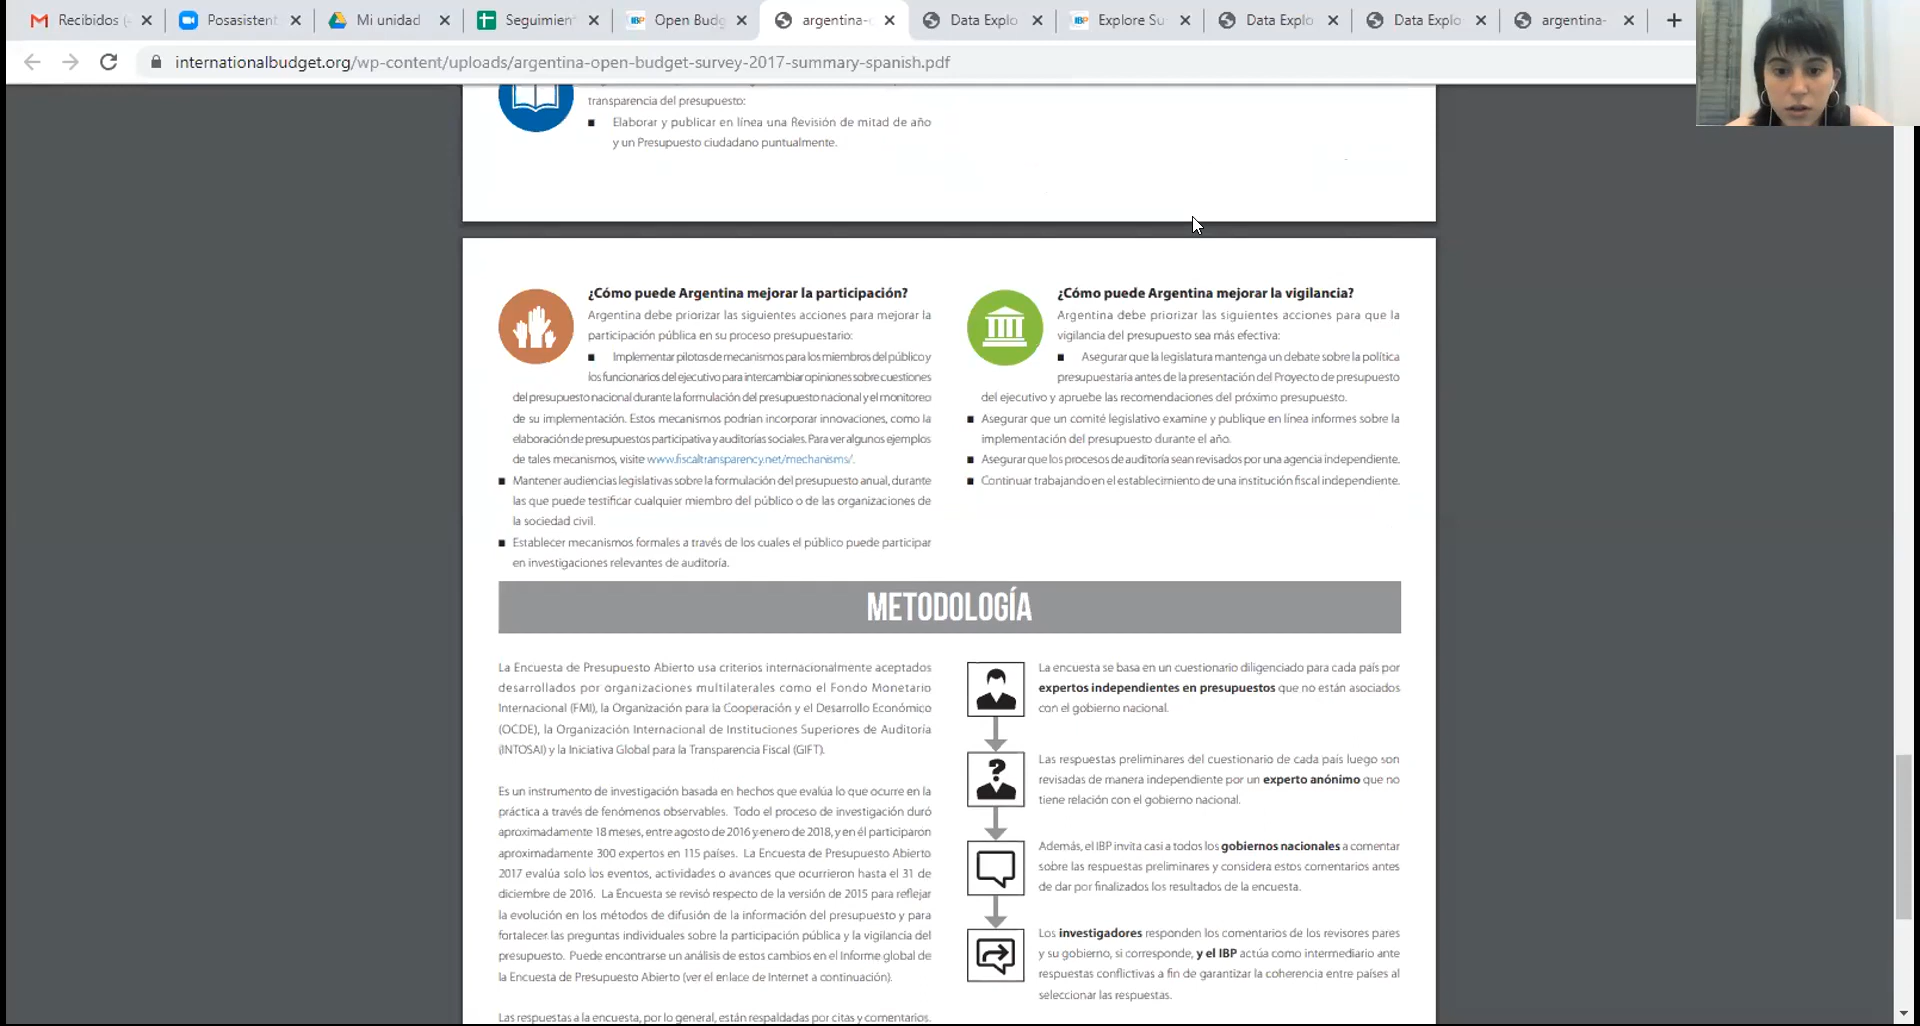 Recibidos (
Posasistent
Mi unidad
Seguimien
IBP
Open Budg
argentina-o
Data Explo
IBP
Explore Su
Data Explo
Data Explo
argentina-
internationalbudget.org/wp-content/uploads/argentina-open-budget-survey-2017-summary-spanish.pdf
transparencia del presupuesto:
■ Elaborar y publicar en línea una Revisión de mitad de año
y un Presupuesto ciudadano puntualmente.
¿Cómo puede Argentina mejorar la participación?
Argentina debe priorizar las siguientes acciones para mejorar la
participación pública en su proceso presupuestario:
■ Implementar pilotos de mecanismos para los miembros del público y
los funcionarios del ejecutivo para intercambiar opiniones sobre cuestiones
del presupuesto nacional durante la formulación del presupuesto nacional y el monitoreo
de su implementación. Estos mecanismos podrían incorporar innovaciones, como la
elaboración de presupuestos participativa y auditorías sociales. Para ver algunos ejemplos
de tales mecanismos, visite www.fiscaltransparency.net/mechanisms/.
■ Mantener audiencias legislativas sobre la formulación del presupuesto anual, durante
las que puede testificar cualquier miembro del público o de las organizaciones de
la sociedad civil.
■ Establecer mecanismos formales a través de los cuales el público puede participar
en investigaciones relevantes de auditoría.
¿Cómo puede Argentina mejorar la vigilancia?
Argentina debe priorizar las siguientes acciones para que la
vigilancia del presupuesto sea más efectiva:
■ Asegurar que la legislatura mantenga un debate sobre la política
presupuestaria antes de la presentación del Proyecto de presupuesto
del ejecutivo y apruebe las recomendaciones del próximo presupuesto.
■ Asegurar que un comité legislativo examine y publique en línea informes sobre la
implementación del presupuesto durante el año.
■ Asegurar que los procesos de auditoría sean revisados por una agencia independiente.
■ Continuar trabajando en el establecimiento de una institución fiscal independiente.
METODOLOGÍA
La Encuesta de Presupuesto Abierto usa criterios internacionalmente aceptados
desarrollados por organizaciones multilaterales como el Fondo Monetario
Internacional (FMI), la Organización para la Cooperación y el Desarrollo Económico
(OCDE), la Organización Internacional de Instituciones Superiores de Auditoría
(INTOSAI) y la Iniciativa Global para la Transparencia Fiscal (GIFT).
Es un instrumento de investigación basada en hechos que evalúa lo que ocurre en la
práctica a través de fenómenos observables. Todo el proceso de investigación duró
aproximadamente 18 meses, entre agosto de 2016 y enero de 2018, y en él participaron
aproximadamente 300 expertos en 115 países. La Encuesta de Presupuesto Abierto
2017 evalúa solo los eventos, actividades o avances que ocurrieron hasta el 31 de
diciembre de 2016. La Encuesta se revisó respecto de la versión de 2015 para reflejar
la evolución en los métodos de difusión de la información del presupuesto y para
fortalecer las preguntas individuales sobre la participación pública y la vigilancia del
presupuesto. Puede encontrarse un análisis de estos cambios en el Informe global de
la Encuesta de Presupuesto Abierto (ver el enlace de Internet a continuación).
Las respuestas a la encuesta, por lo general, están respaldadas por citas y comentarios.
La encuesta se basa en un cuestionario diligenciado para cada país por
expertos independientes en presupuestos que no están asociados
con el gobierno nacional.
Las respuestas preliminares del cuestionario de cada país luego son
revisadas de manera independiente por un experto anónimo que no
tiene relación con el gobierno nacional.
Además, el IBP invita casi a todos los gobiernos nacionales a comentar
sobre las respuestas preliminares y considera estos comentarios antes
de dar por finalizados los resultados de la encuesta.
Los investigadores responden los comentarios de los revisores pares
y su gobierno, si corresponde, y el IBP actúa como intermediario ante
respuestas conflictivas a fin de garantizar la coherencia entre países al
seleccionar las respuestas.